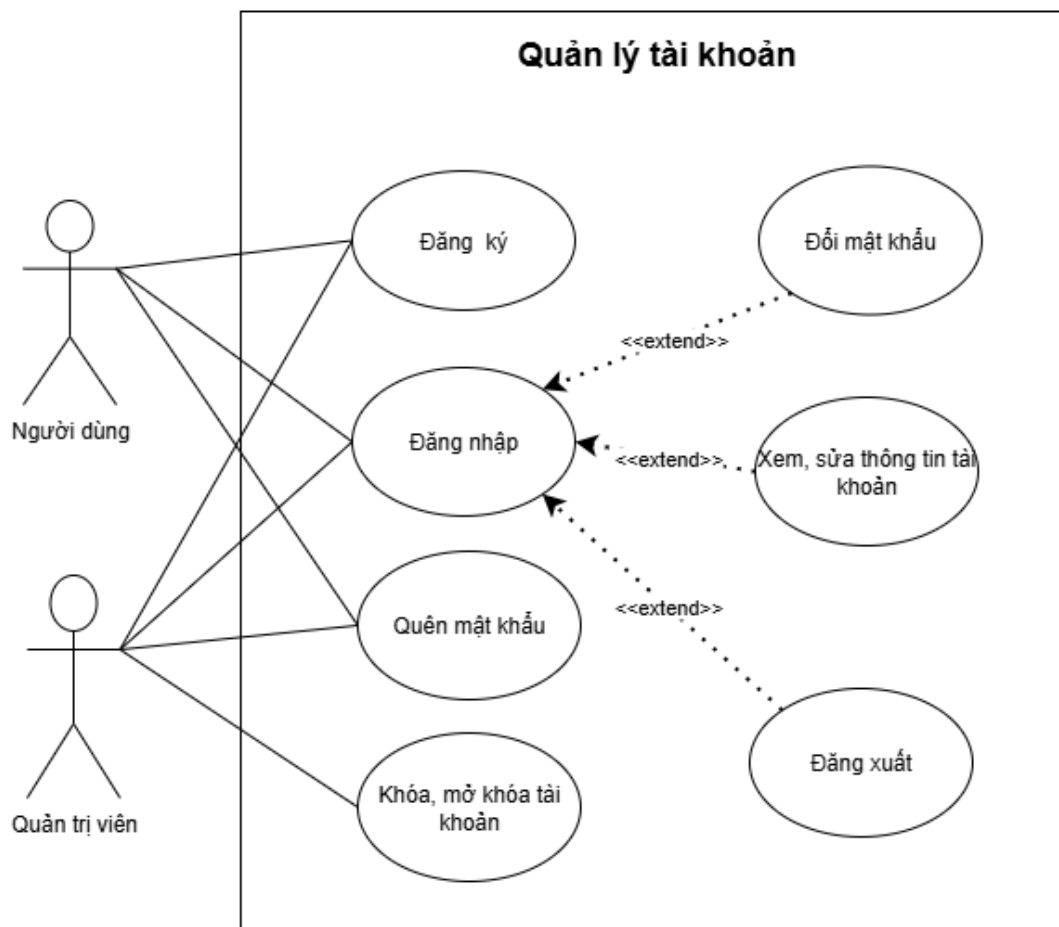 Quản lý tài khoản
Đăng ký
Đổi mật khẩu
<<extend>>
Người dùng
Đăng nhập
<<extend>>
Xem, sửa thông tin tài
khoản
<<extend>>
Quên mật khẩu
Đăng xuất
Khóa, mở khóa tài
khoản
Quản trị viên